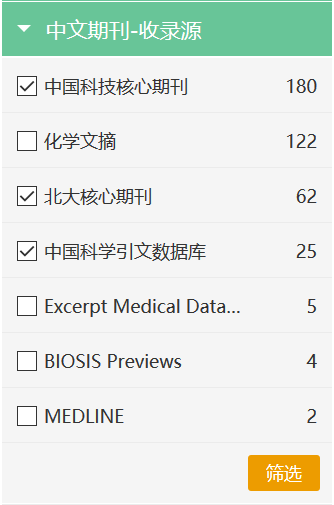 中文期刊-收录源
中国科技核心期刊 180
化学文摘 122
北大核心期刊 62
中国科学引文数据库 25
Excerpt Medical Data... 5
BIOSIS Previews 4
MEDLINE 2
筛选